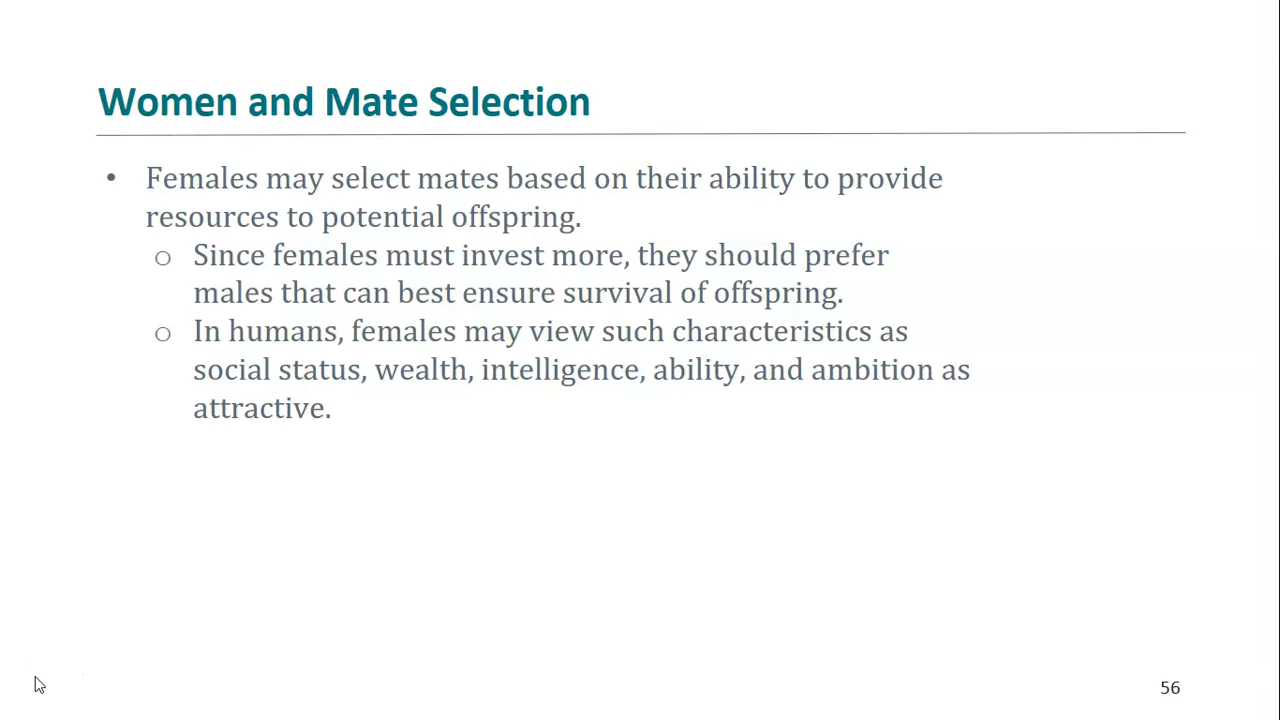 Women and Mate Selection
• Females may select mates based on their ability to provide
resources to potential offspring.
o Since females must invest more, they should prefer
males that can best ensure survival of offspring.
o In humans, females may view such characteristics as
social status, wealth, intelligence, ability, and ambition as
attractive.
56